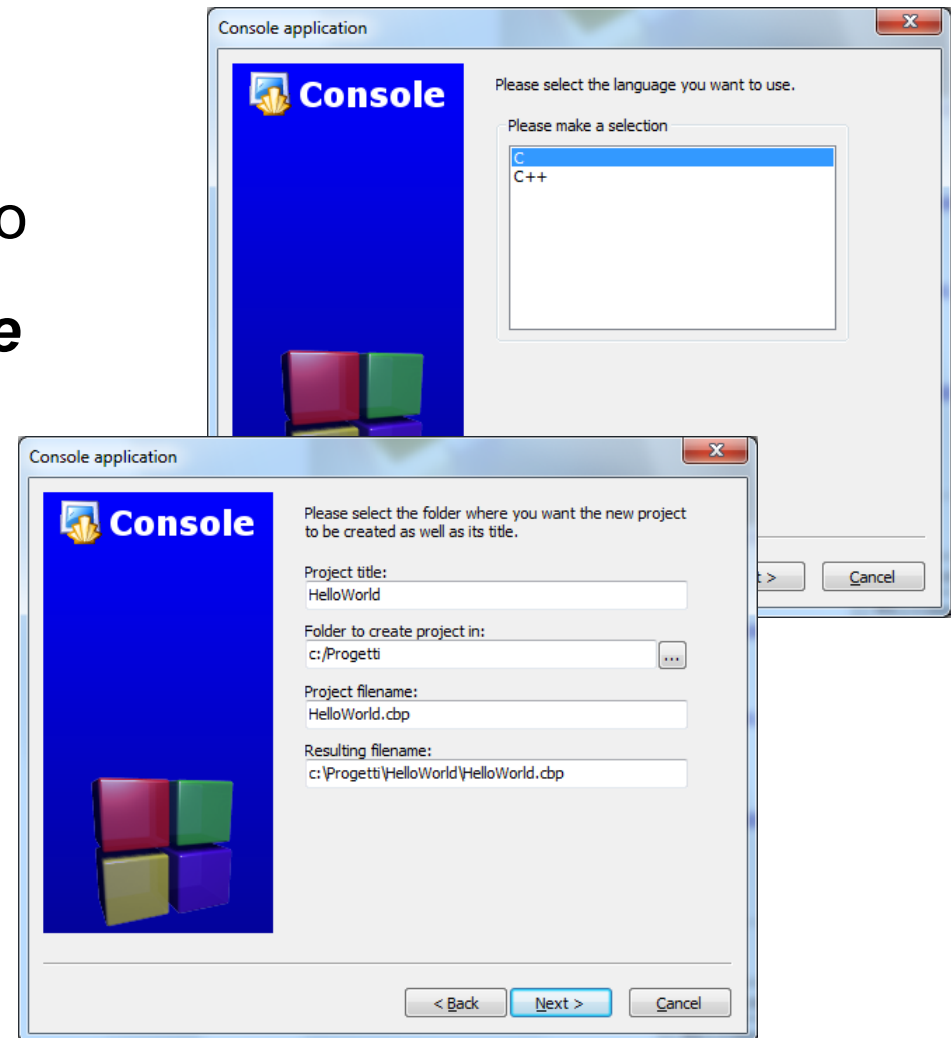 Console application
Console
Please select the language you want to use.
Please make a selection
C
C++
o
e
t >
Cancel
Console application
Console
Please select the folder where you want the new project
to be created as well as its title.
Project title:
HelloWorld
Folder to create project in:
c:/Progetti
...
Project filename:
HelloWorld.cbp
Resulting filename:
c:\Progetti\HelloWorld\HelloWorld.cbp
< Back
Next >
Cancel